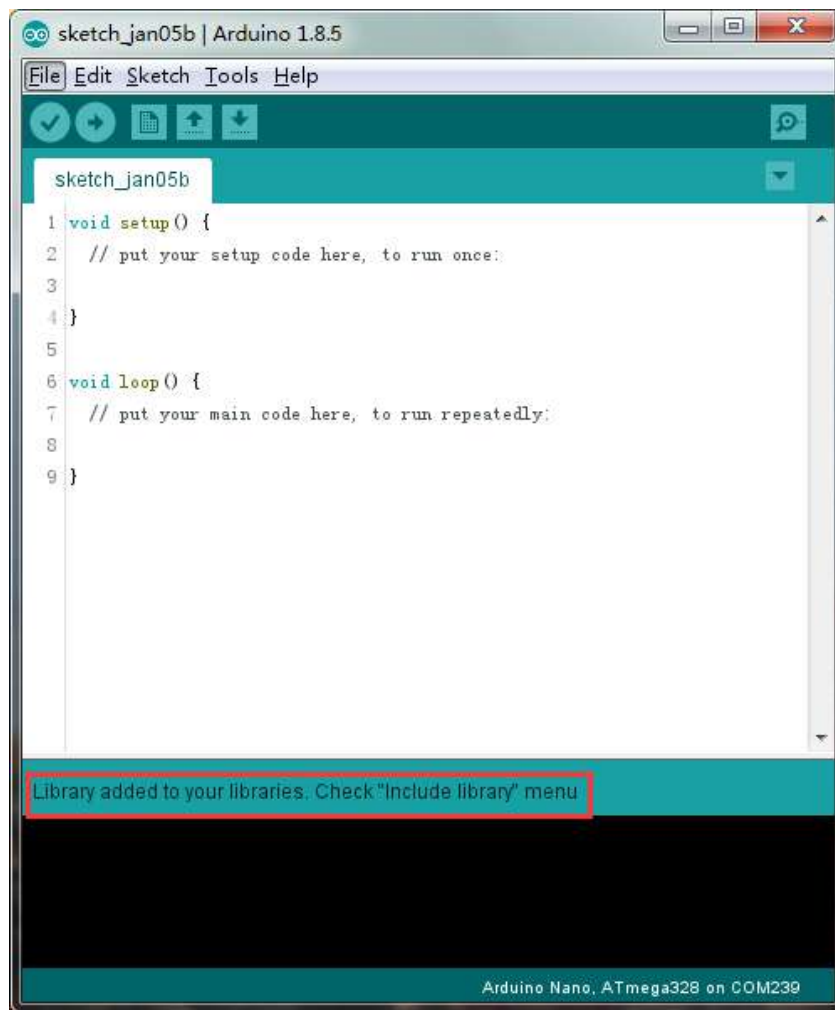 sketch_jan05b | Arduino 1.8.5
File Edit Sketch Tools Help
sketch_jan05b
1 void setup() {
2 // put your setup code here, to run once:
3
4 }
5
6 void loop() {
7 // put your main code here, to run repeatedly:
8
9 }
Library added to your libraries. Check "Include library" menu
Arduino Nano, ATmega328 on COM239